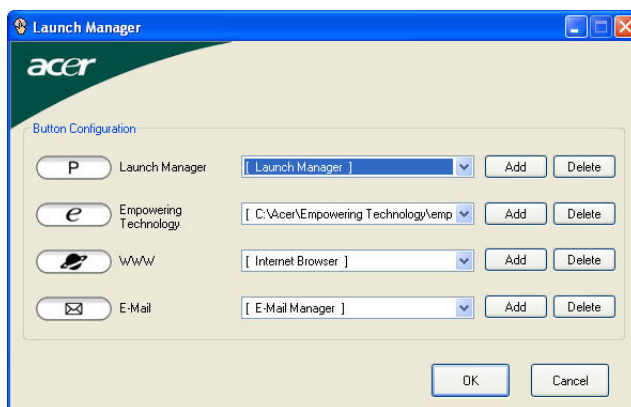 Launch Manager
acer
Button Configuration
P Launch Manager [ Launch Manager ] Add Delete
e Empowering Technology [ C:\Acer\Empowering Technology\emp Add Delete
WWW [ Internet Browser ] Add Delete
E-Mail [ E-Mail Manager ] Add Delete
OK Cancel